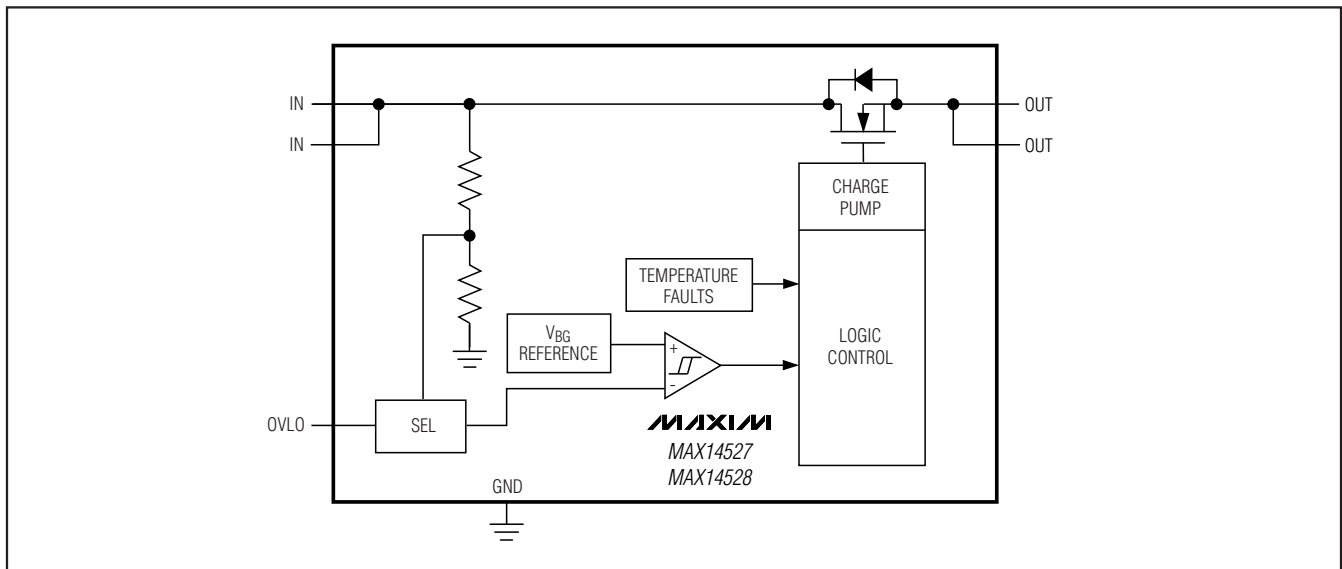 IN
OUT
IN
OUT
CHARGE
PUMP
TEMPERATURE
FAULTS
VBG
REFERENCE
+
-
LOGIC
CONTROL
OVLO
SEL
MAXIM
MAX14527
MAX14528
GND